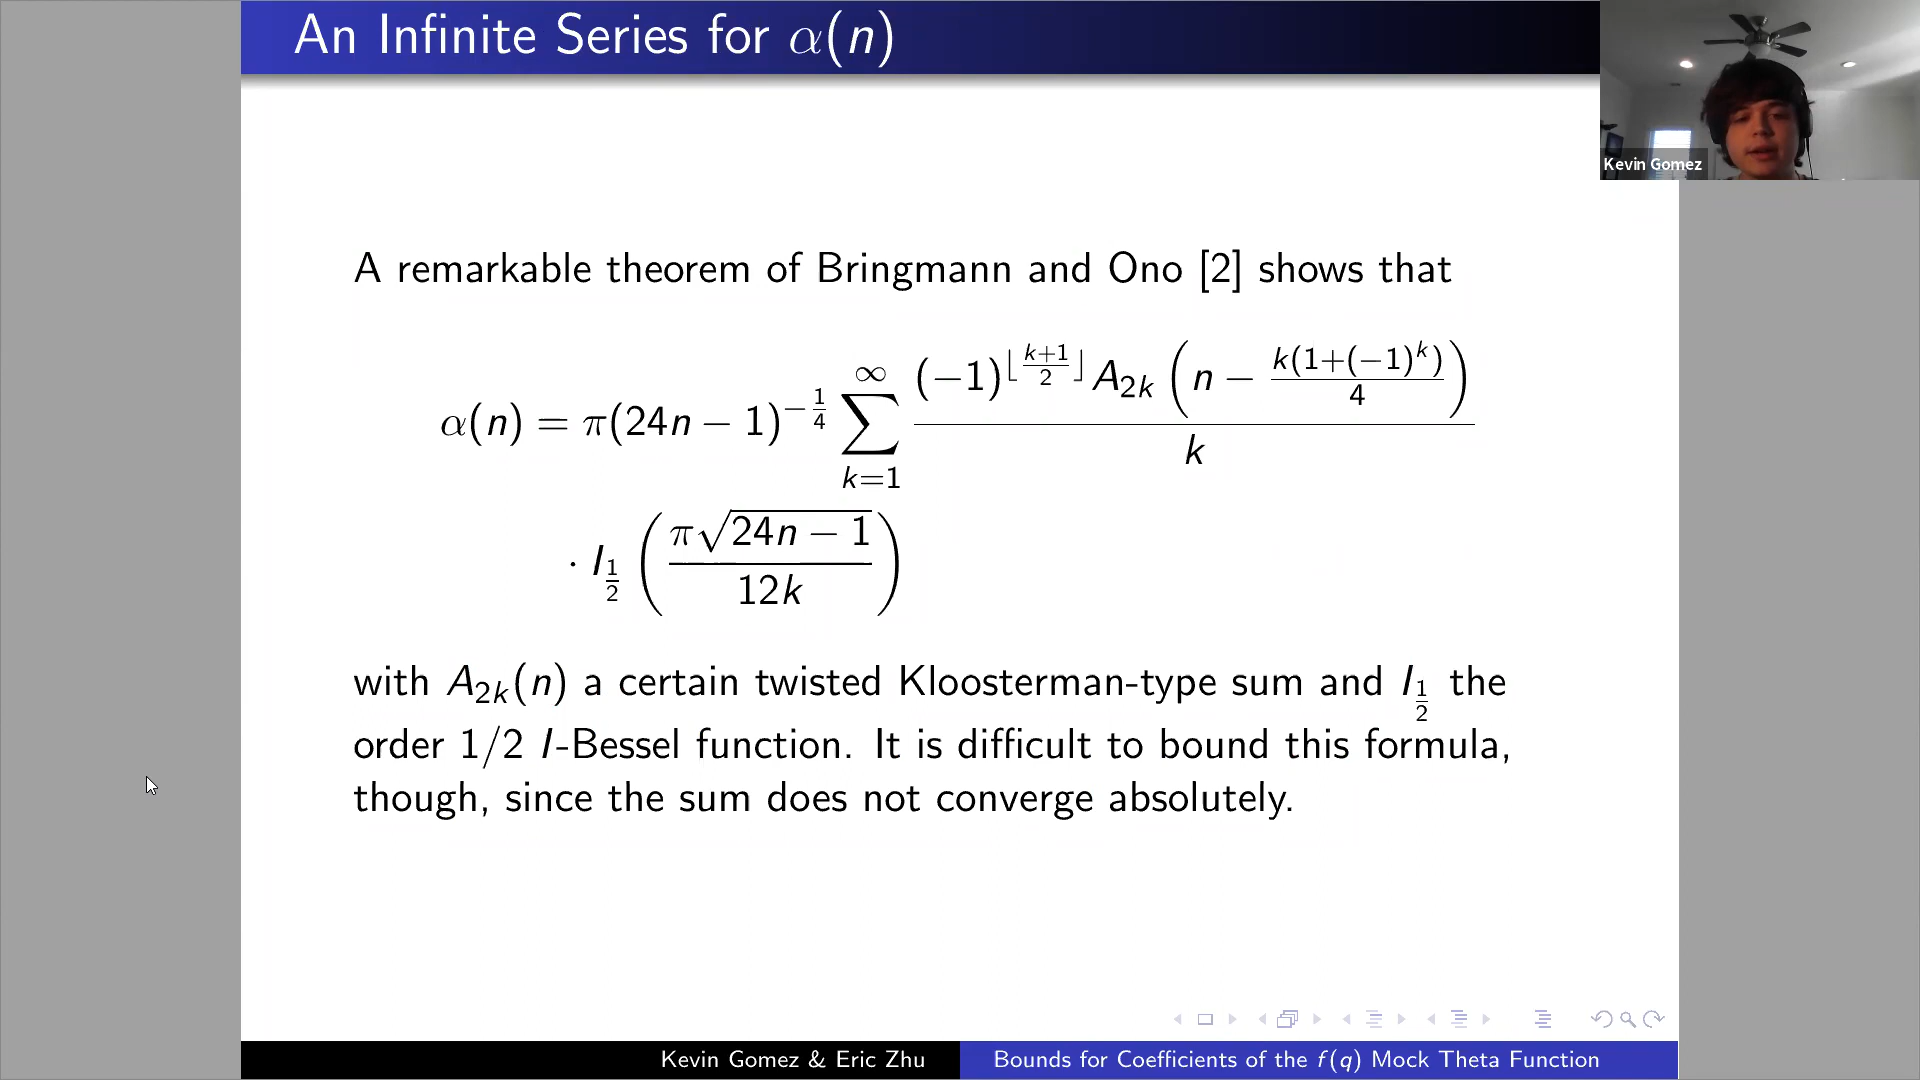 An Infinite Series for α(n)
Kevin Gomez
A remarkable theorem of Bringmann and Ono [2] shows that
α(n) = π(24n − 1)^{−1/4} ∑_{k=1}^{∞} \frac{(−1)^{⌊\frac{k+1}{2}⌋} A_{2k}(n − \frac{k(1+(−1)^k)}{4})}{k}
· I_{1/2}(\frac{π√(24n − 1)}{12k})
with A_{2k}(n) a certain twisted Kloosterman-type sum and I_{1/2} the
order 1/2 I-Bessel function. It is difficult to bound this formula,
though, since the sum does not converge absolutely.
Kevin Gomez & Eric Zhu
Bounds for Coefficients of the f(q) Mock Theta Function